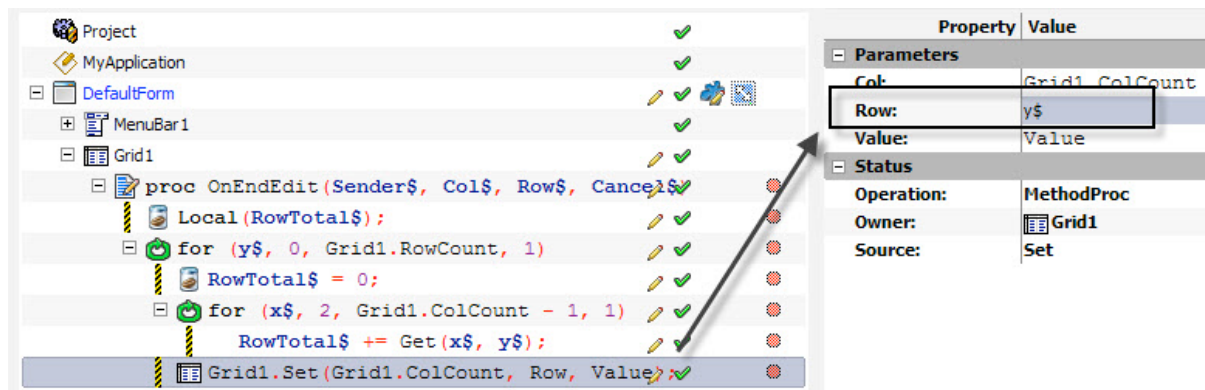 Project
MyApplication
DefaultForm
MenuBar1
Grid1
proc OnEndEdit(Sender$, Col$, Row$, Cancel$)
Local(RowTotal$);
for (y$, 0, Grid1.RowCount, 1)
RowTotal$ = 0;
for (x$, 2, Grid1.ColCount - 1, 1)
RowTotal$ += Get(x$, y$);
Grid1.Set(Grid1.ColCount, Row, Value);
Property Value
Parameters
Col: Grid1.ColCount
Row: y$
Value: Value
Status
Operation: MethodProc
Owner: Grid1
Source: Set